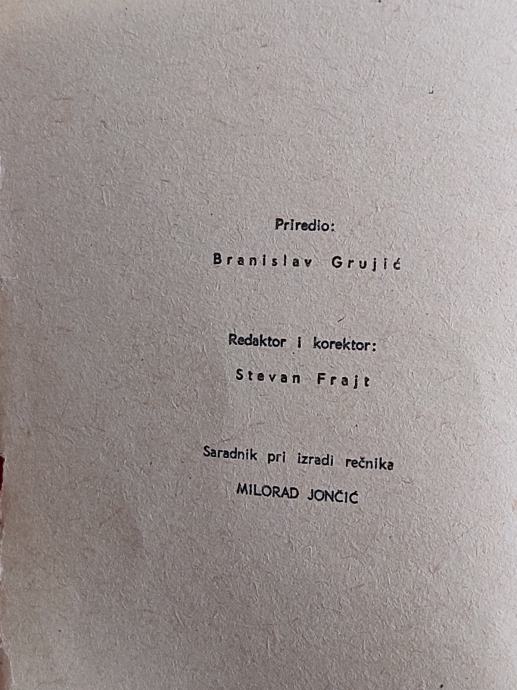 Priredio:
Branislav Grujić
Redaktor i korektor:
Stevan Frajt
Saradnik pri izradi rečnika
MILORAD JONČIĆ